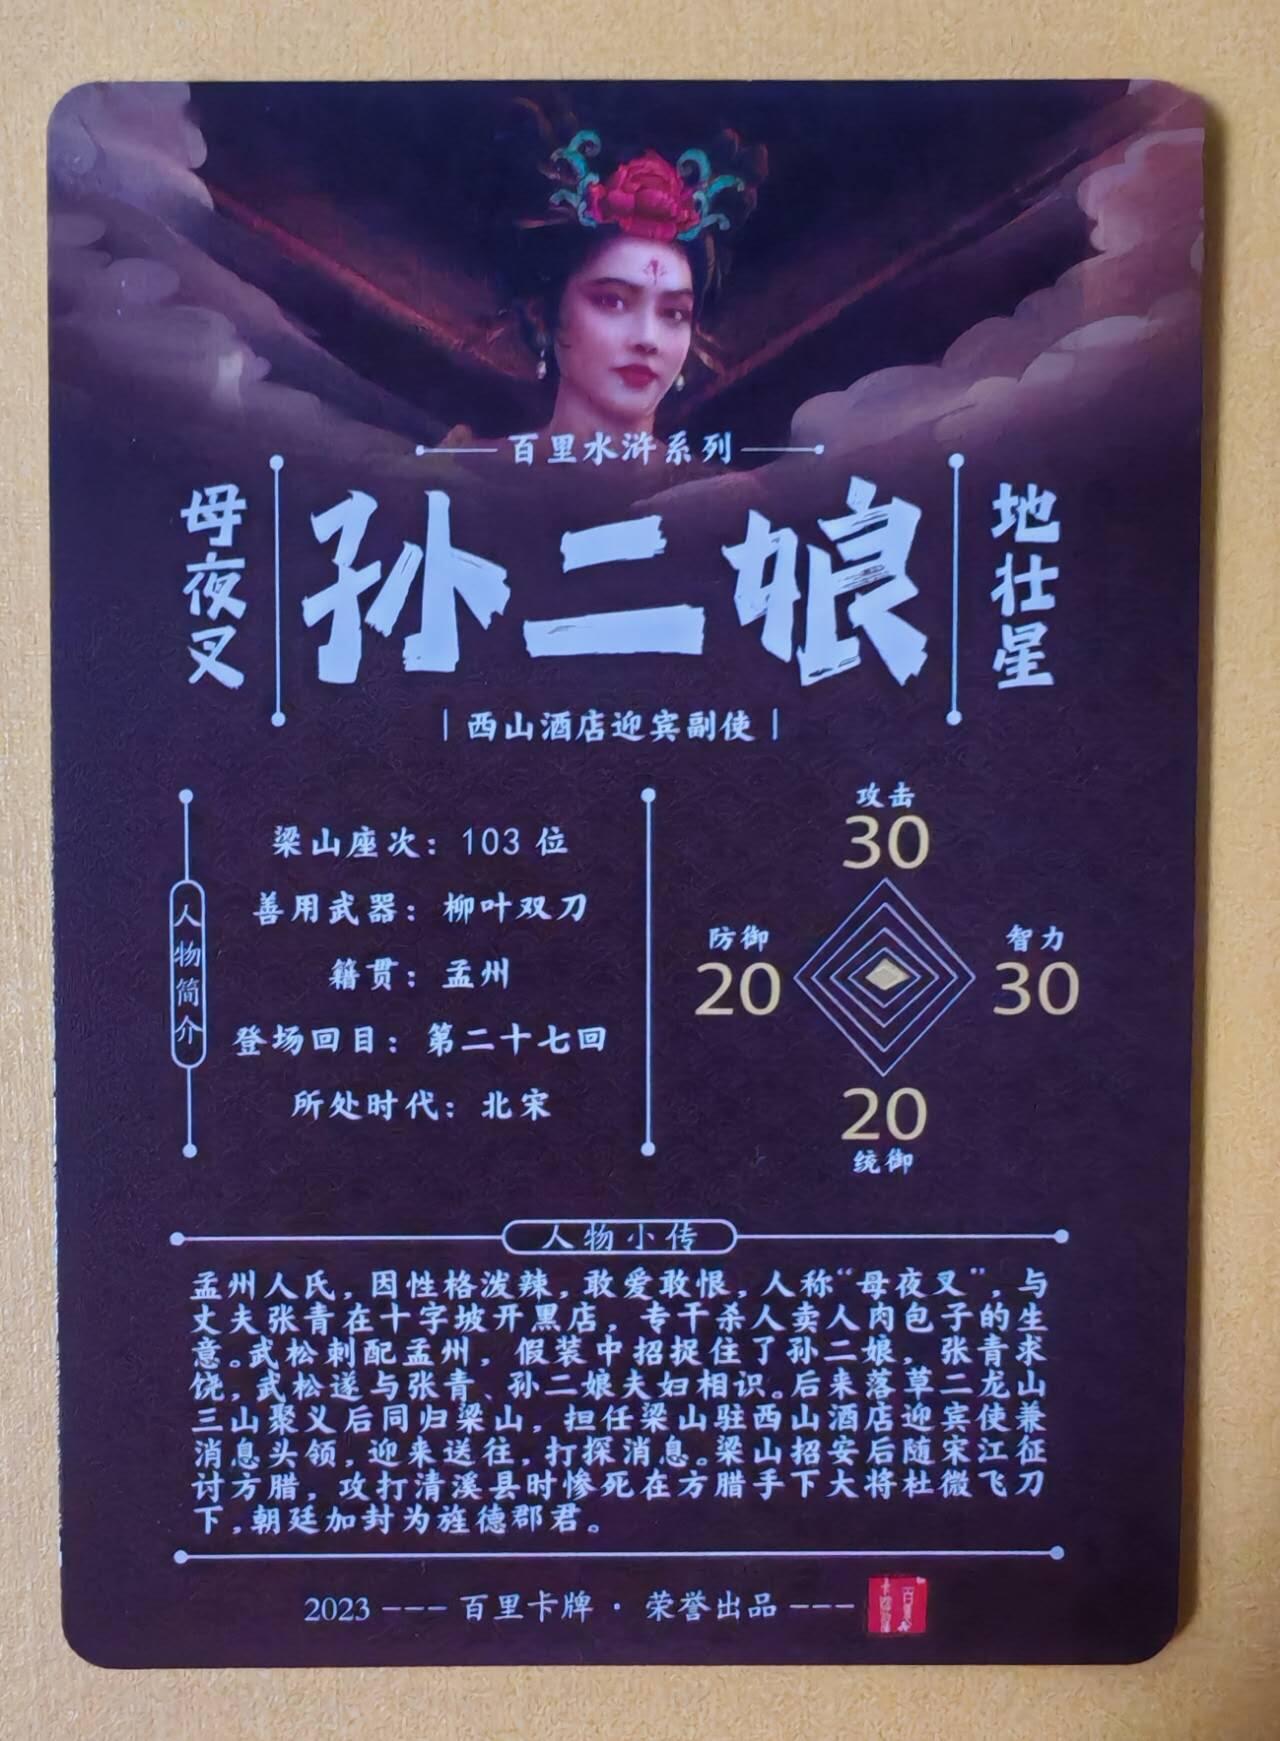 百里水浒系列
母夜叉
孙二娘
地壮星
西山酒店迎宾副使
人物简介
梁山座次：103 位
善用武器：柳叶双刀
籍贯：孟州
登场回目：第二十七回
所处时代：北宋
攻击
30
防御
20
智力
30
20
统御
人物小传
孟州人氏，因性格泼辣，敢爱敢恨，人称“母夜叉”，与
丈夫张青在十字坡开黑店，专干杀人卖人肉包子的生
意。武松刺配孟州，假装中招捉住了孙二娘，张青求
饶，武松遂与张青、孙二娘夫妇相识。后来落草二龙山
三山聚义后同归梁山，担任梁山驻西山酒店迎宾使兼
消息头领，迎来送往，打探消息。梁山招安后随宋江征
讨方腊，攻打清溪县时惨死在方腊手下大将杜微飞刀
下，朝廷加封为旌德郡君。
2023 --- 百里卡牌 · 荣誉出品 ---